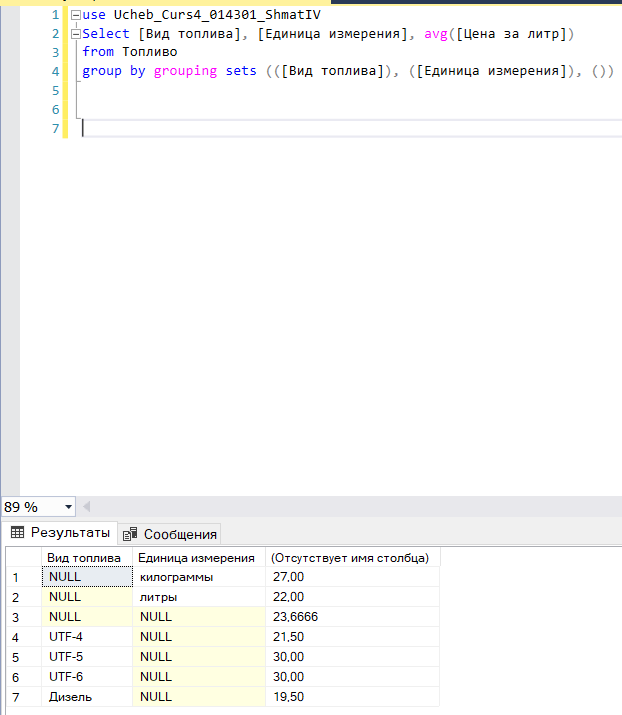 1 use Ucheb_Curs4_014301_ShmatIV
2 Select [Вид топлива], [Единица измерения], avg([Цена за литр])
3 from Топливо
4 group by grouping sets (([Вид топлива]), ([Единица измерения]), ())
5
6
7
89 %
Результаты Сообщения
Вид топлива Единица измерения (Отсутствует имя столбца)
1 NULL килограммы 27,00
2 NULL литры 22,00
3 NULL NULL 23,6666
4 UTF-4 NULL 21,50
5 UTF-5 NULL 30,00
6 UTF-6 NULL 30,00
7 Дизель NULL 19,50